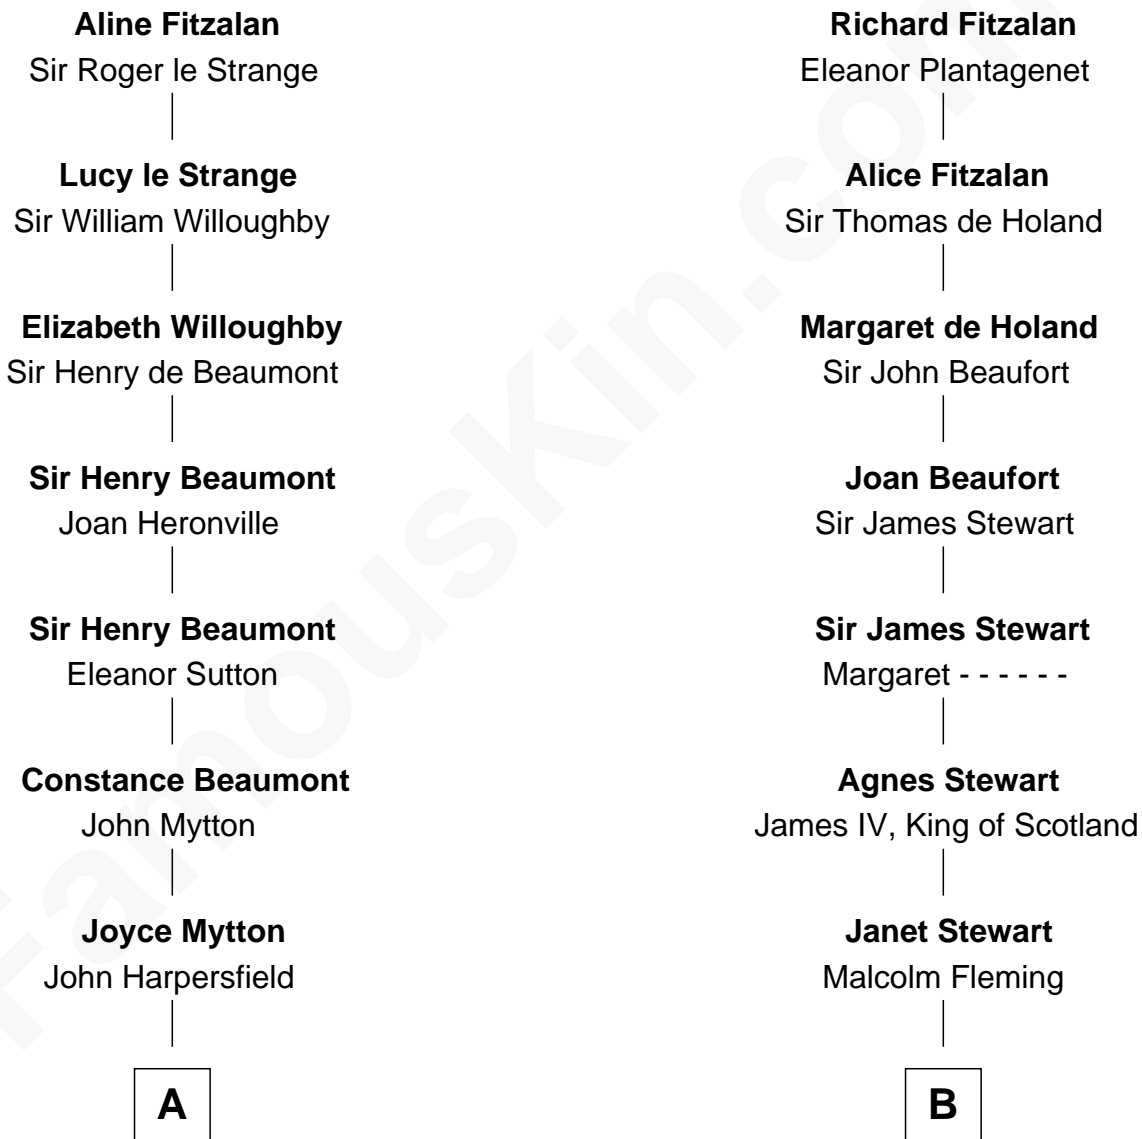 Aline Fitzalan
Sir Roger le Strange
Lucy le Strange
Sir William Willoughby
Elizabeth Willoughby
Sir Henry de Beaumont
Sir Henry Beaumont
Joan Heronville
Sir Henry Beaumont
Eleanor Sutton
Constance Beaumont
John Mytton
Joyce Mytton
John Harpersfield
A
Richard Fitzalan
Eleanor Plantagenet
Alice Fitzalan
Sir Thomas de Holand
Margaret de Holand
Sir John Beaufort
Joan Beaufort
Sir James Stewart
Sir James Stewart
Margaret - - - - - -
Agnes Stewart
James IV, King of Scotland
Janet Stewart
Malcolm Fleming
B
FamousKin.com